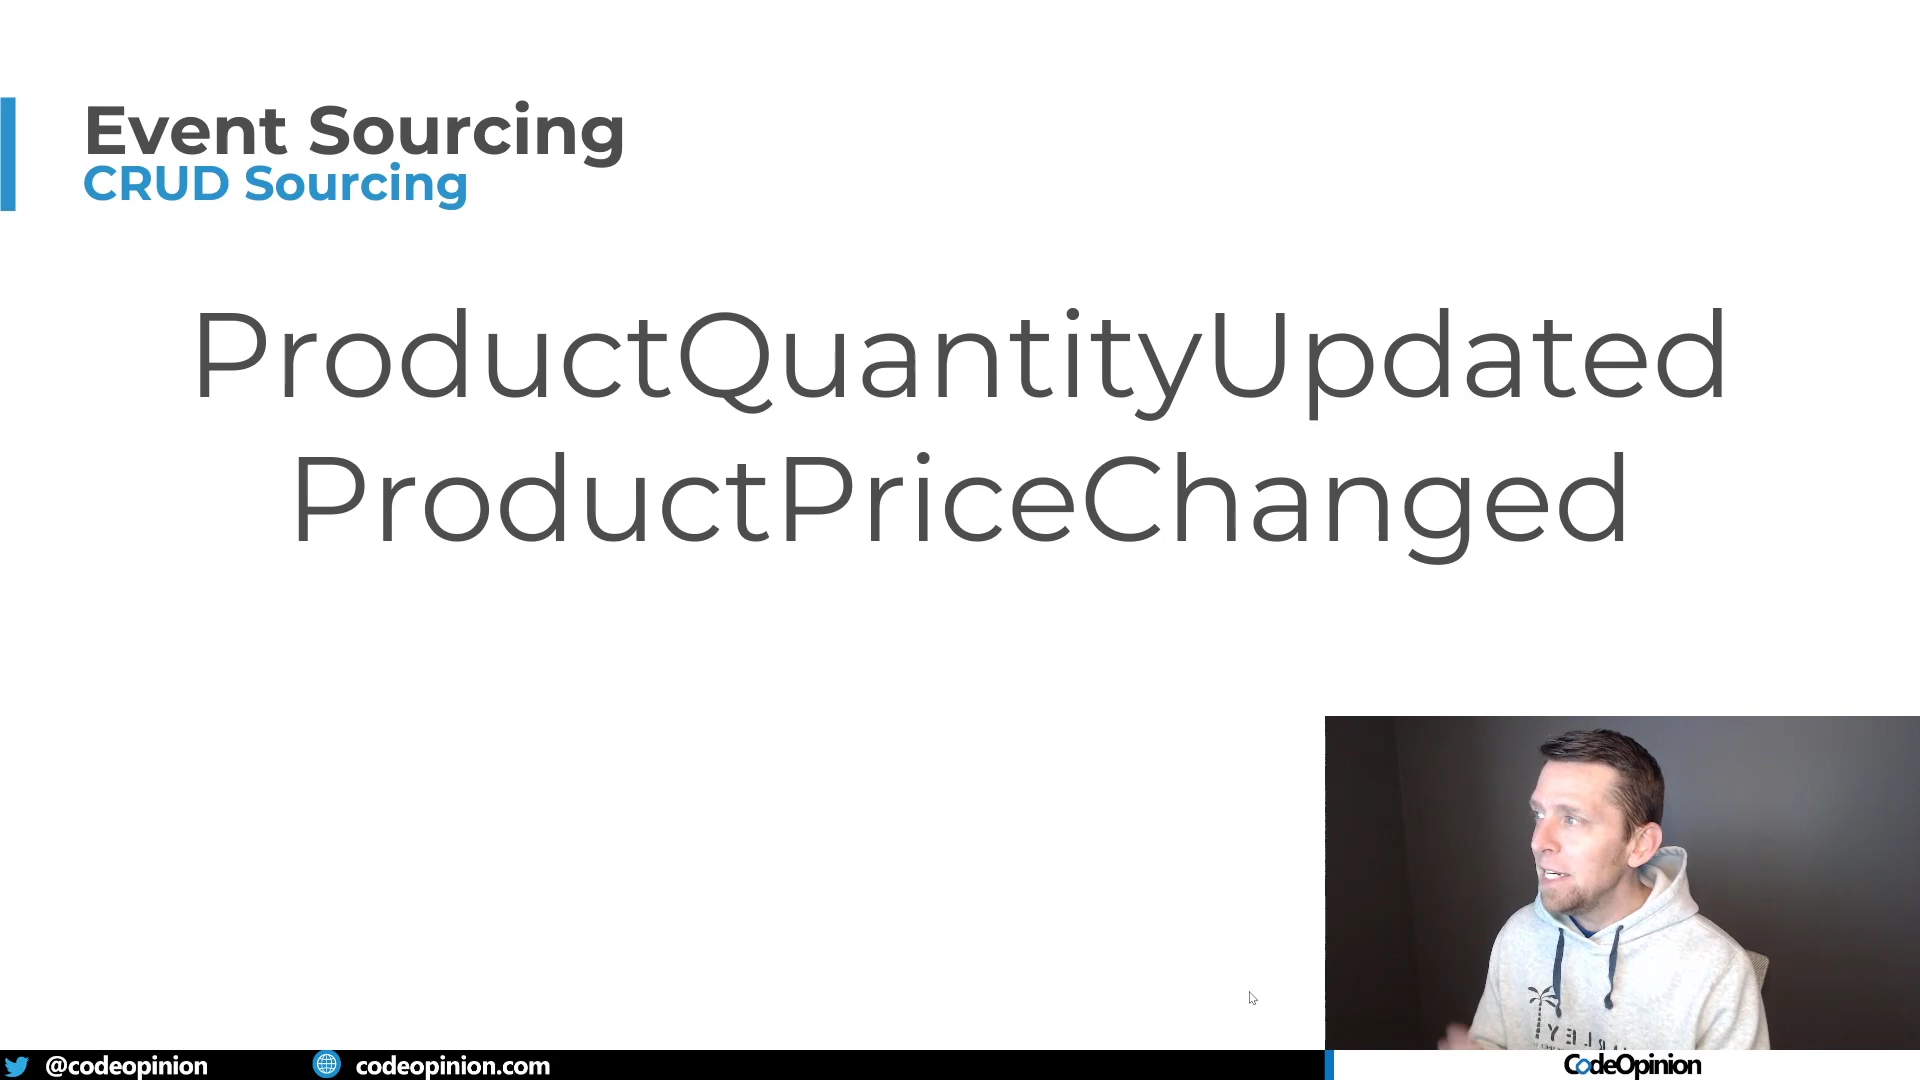 Event Sourcing
CRUD Sourcing
ProductQuantityUpdated
ProductPriceChanged
@codeopinion
codeopinion.com
CodeOpinion